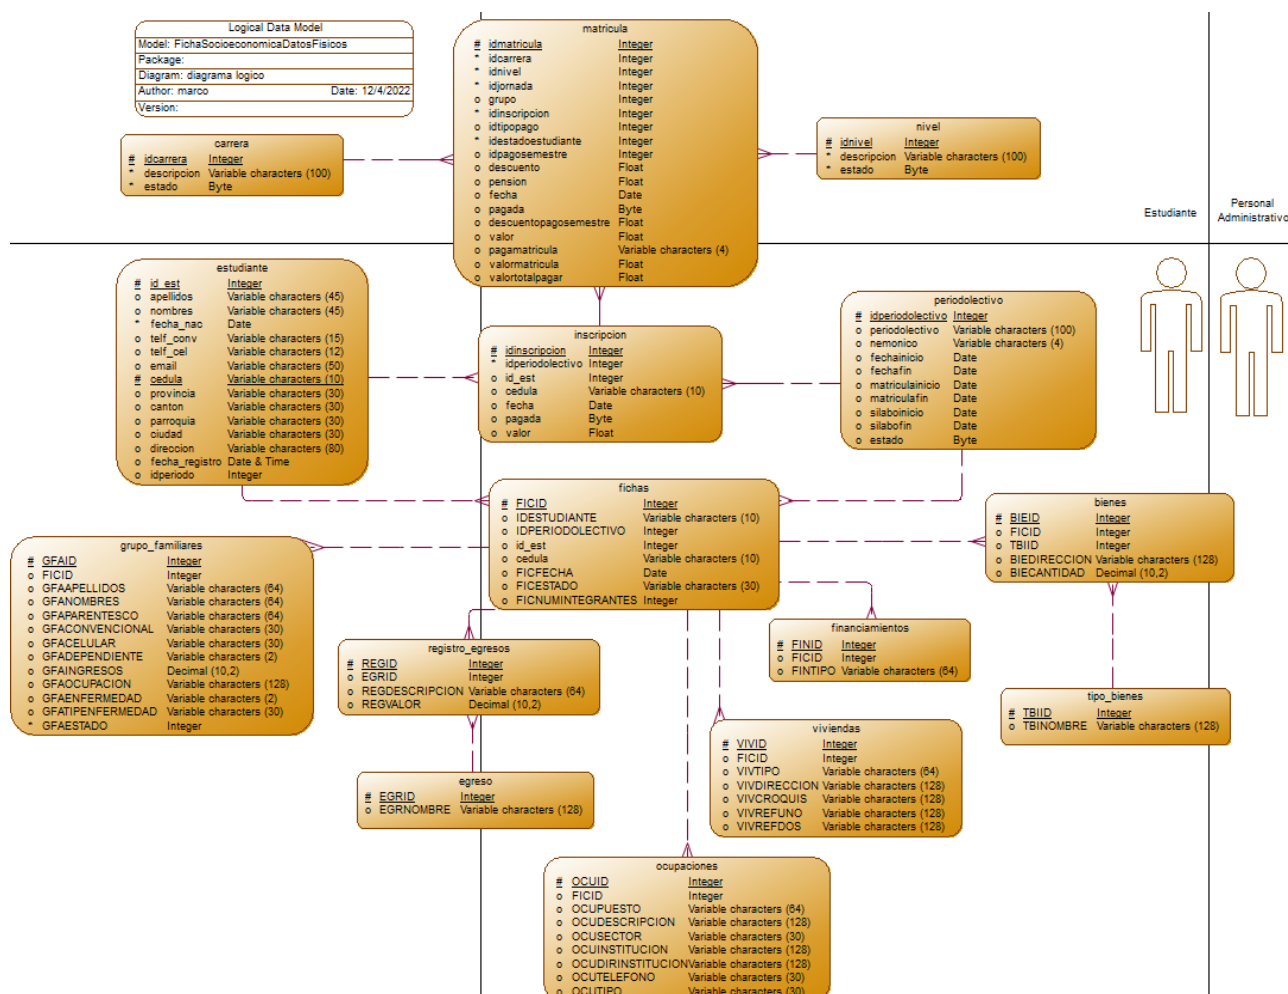 Logical Data Model
Model: FichaSocioeconomicaDatosFisicos
Package:
Diagram: diagrama logico
Author: marco Date: 12/4/2022
Version:
matricula
# idmatricula Integer
* idcarrera Integer
* idnivel Integer
* idjornada Integer
o grupo Integer
* idinscripcion Integer
o idtipopago Integer
* idestadoestudiante Integer
o idpagosemestre Integer
o descuento Float
o pension Float
o fecha Date
o pagada Byte
o descuentopagosemestre Float
o valor Float
o pagamatricula Variable characters (4)
o valormatricula Float
o valortotalpagar Float
carrera
# idcarrera Integer
* descripcion Variable characters (100)
* estado Byte
nivel
# idnivel Integer
* descripcion Variable characters (100)
* estado Byte
Estudiante
Personal
Administrativo
estudiante
# id_est Integer
o apellidos Variable characters (45)
o nombres Variable characters (45)
* fecha_nac Date
o telf_conv Variable characters (15)
o telf_cel Variable characters (12)
o email Variable characters (50)
# cedula Variable characters (10)
o provincia Variable characters (30)
o canton Variable characters (30)
o parroquia Variable characters (30)
o ciudad Variable characters (30)
o direccion Variable characters (80)
o fecha_registro Date & Time
o idperiodo Integer
inscripcion
# idinscripcion Integer
* idperiodolectivo Integer
o id_est Integer
o cedula Variable characters (10)
o fecha Date
o pagada Byte
o valor Float
periodolectivo
# idperiodolectivo Integer
o periodolectivo Variable characters (100)
o nemonico Variable characters (4)
o fechainicio Date
o fechafin Date
o matriculainicio Date
o matriculafin Date
o silaboinicio Date
o silabofin Date
o estado Byte
fichas
# FICID Integer
o IDESTUDIANTE Variable characters (10)
o IDPERIODOLECTIVO Integer
o id_est Integer
o cedula Variable characters (10)
o FICFECHA Date
o FICESTADO Variable characters (30)
o FICNUMINTEGRANTES Integer
bienes
# BIEID Integer
o FICID Integer
o TBIID Integer
o BIEDIRECCION Variable characters (128)
o BIECANTIDAD Decimal (10,2)
grupo_familiares
# GFAID Integer
o FICID Integer
o GFAAPELLIDOS Variable characters (64)
o GFANOMBRES Variable characters (64)
o GFAPARENTESCO Variable characters (64)
o GFACONVENCIONAL Variable characters (30)
o GFACELULAR Variable characters (30)
o GFADEPENDIENTE Variable characters (2)
o GFAINGRESOS Decimal (10,2)
o GFAOCUPACION Variable characters (128)
o GFAENFERMEDAD Variable characters (2)
o GFATIPENFERMEDAD Variable characters (30)
* GFAESTADO Integer
registro_egresos
# REGID Integer
o EGRID Integer
o REGDESCRIPCION Variable characters (64)
o REGVALOR Decimal (10,2)
financiamientos
# FINID Integer
o FICID Integer
o FINTIPO Variable characters (64)
tipo_bienes
# TBIID Integer
o TBINOMBRE Variable characters (128)
viviendas
# VIVID Integer
o FICID Integer
o VIVTIPO Variable characters (64)
o VIVDIRECCION Variable characters (128)
o VIVCROQUIS Variable characters (128)
o VIVREFUNO Variable characters (128)
o VIVREFDOS Variable characters (128)
egreso
# EGRID Integer
o EGRNOMBRE Variable characters (128)
ocupaciones
# OCUID Integer
o FICID Integer
o OCUPUESTO Variable characters (64)
o OCUDESCRIPCION Variable characters (128)
o OCUSECTOR Variable characters (30)
o OCUINSTITUCION Variable characters (128)
o OCUDIRINSTITUCION Variable characters (128)
o OCUTELEFONO Variable characters (30)
o OCUTIPO Variable characters (30)